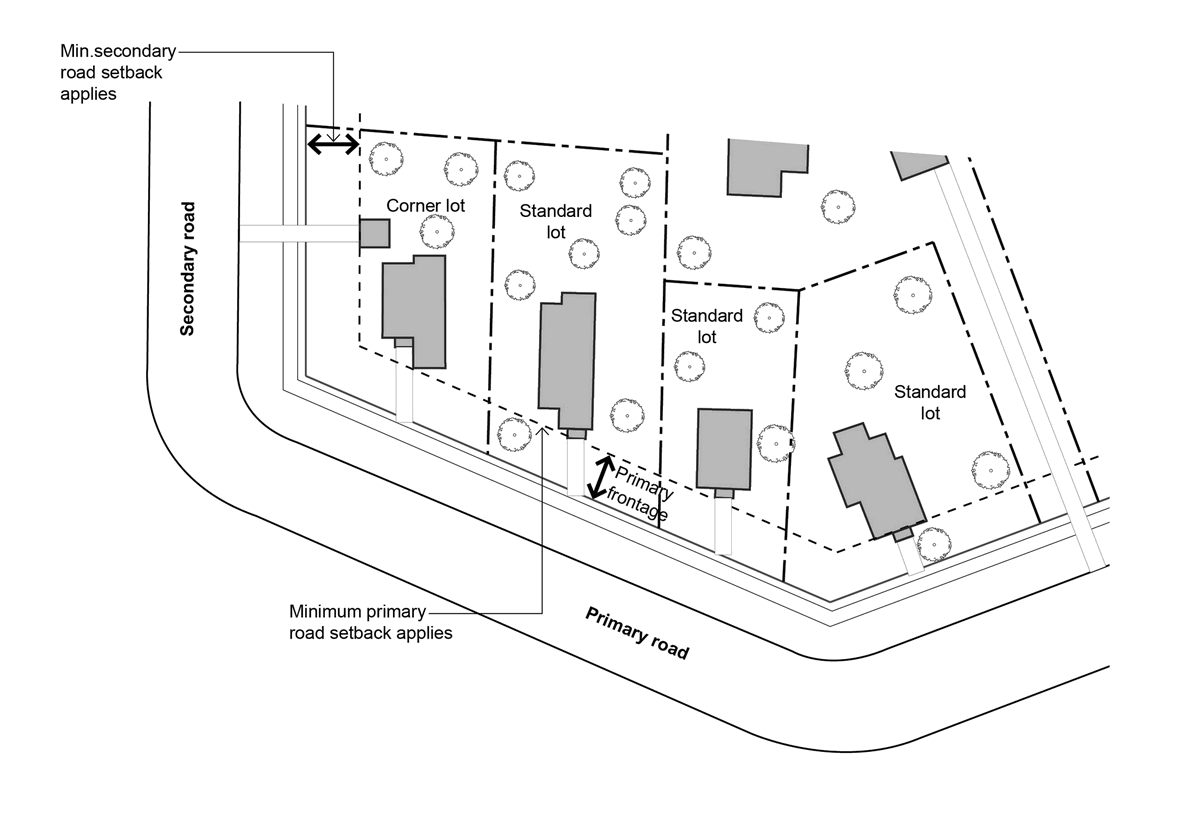 Min.secondary
road setback
applies
Corner lot
Standard
lot
Secondary road
Standard
lot
Standard
lot
Primary
frontage
Minimum primary
road setback applies
Primary road